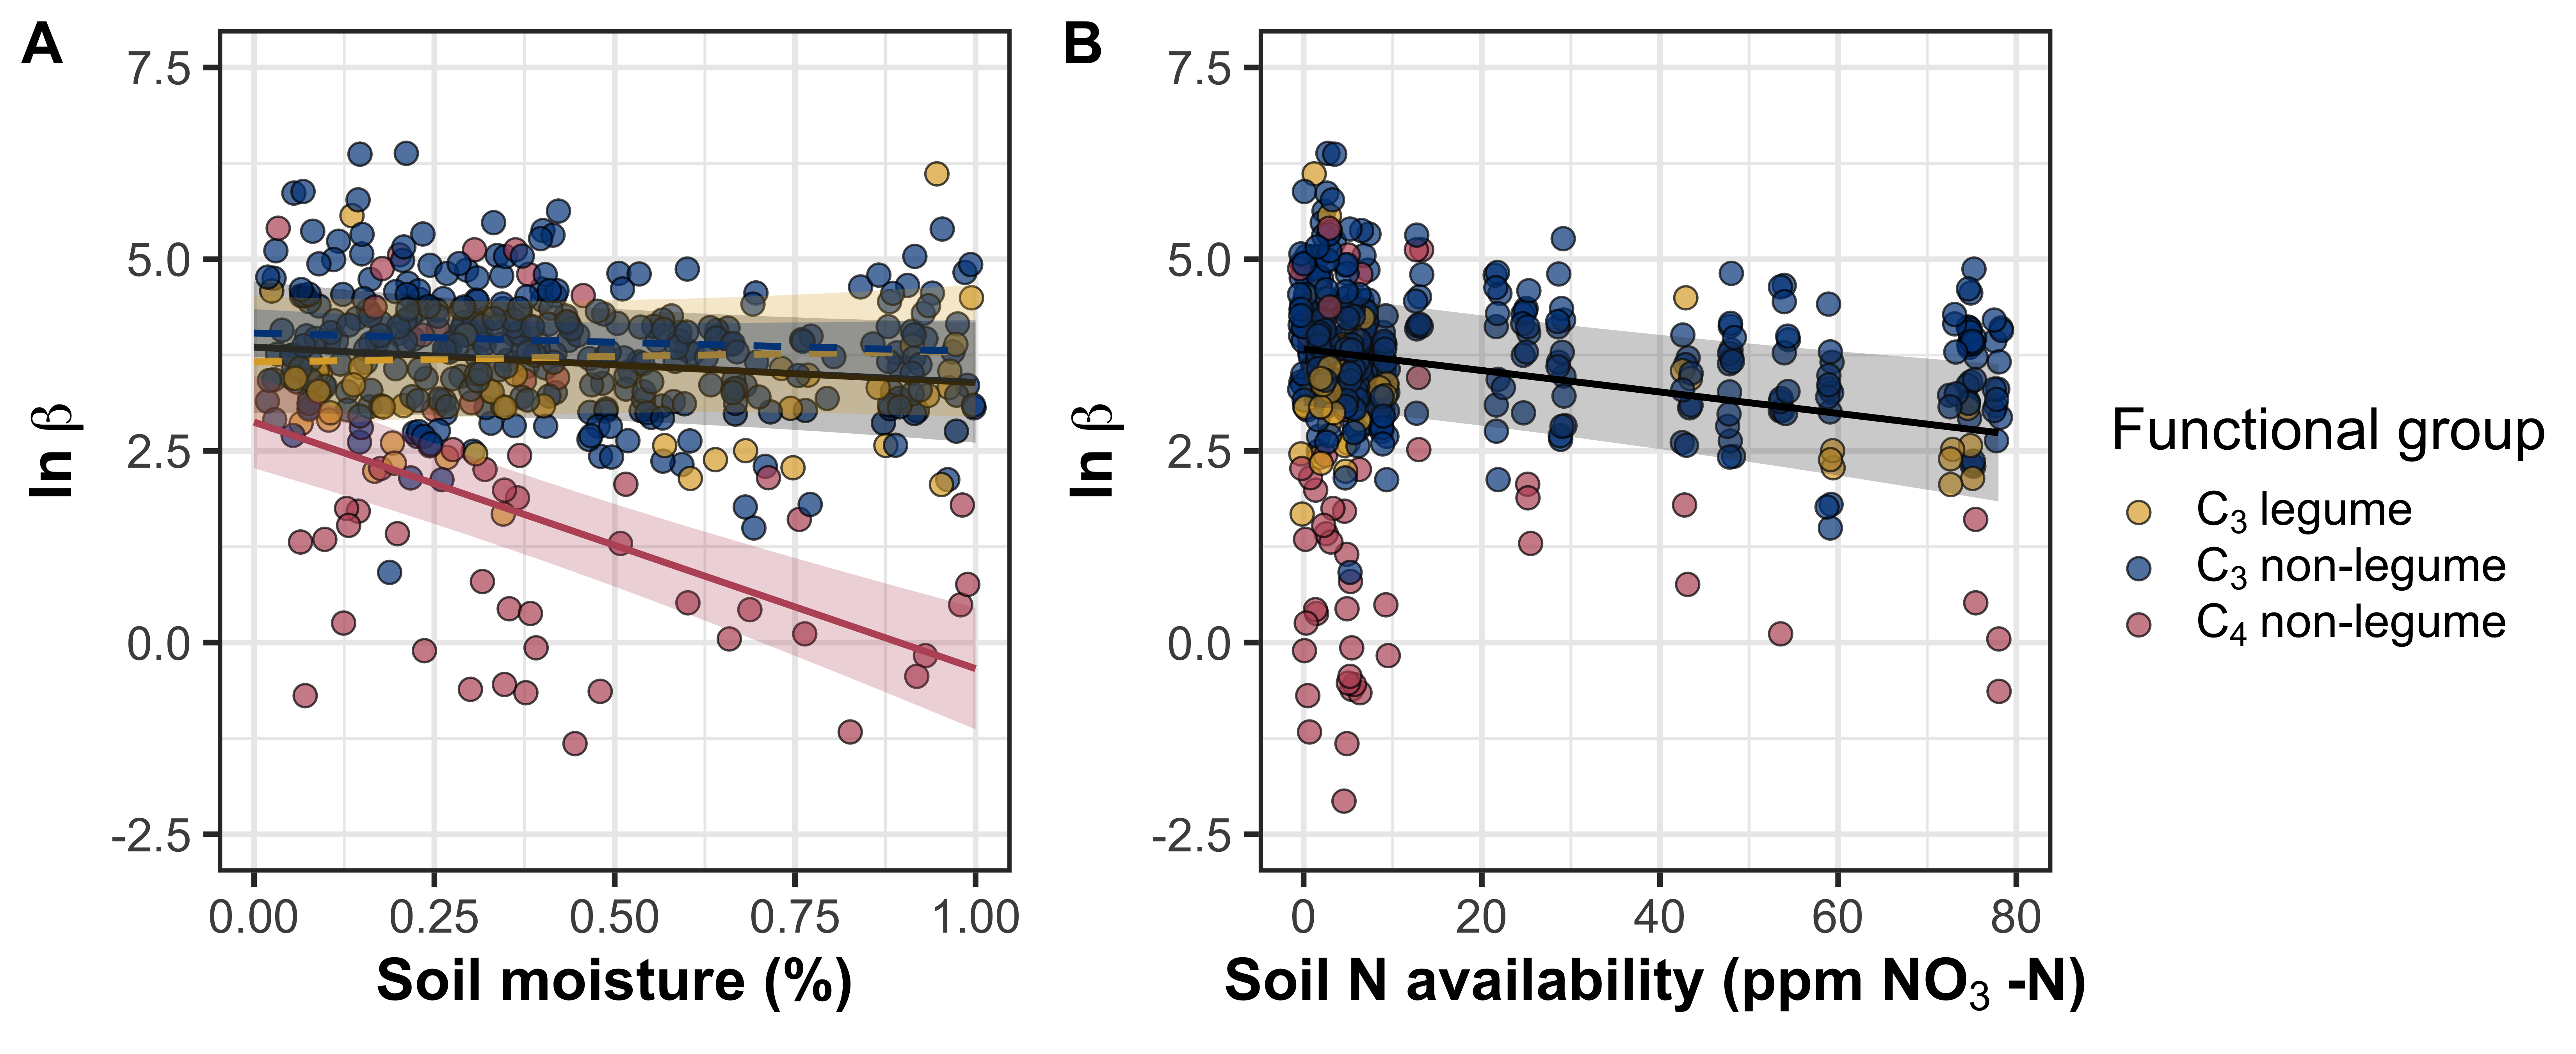 A
7.5
5.0
2.5
0.0
-2.5
ln β
0.00 0.25 0.50 0.75 1.00
Soil moisture (%)
B
7.5
5.0
2.5
0.0
-2.5
ln β
0 20 40 60 80
Soil N availability (ppm NO₃ -N)
Functional group
C₃ legume
C₃ non-legume
C₄ non-legume